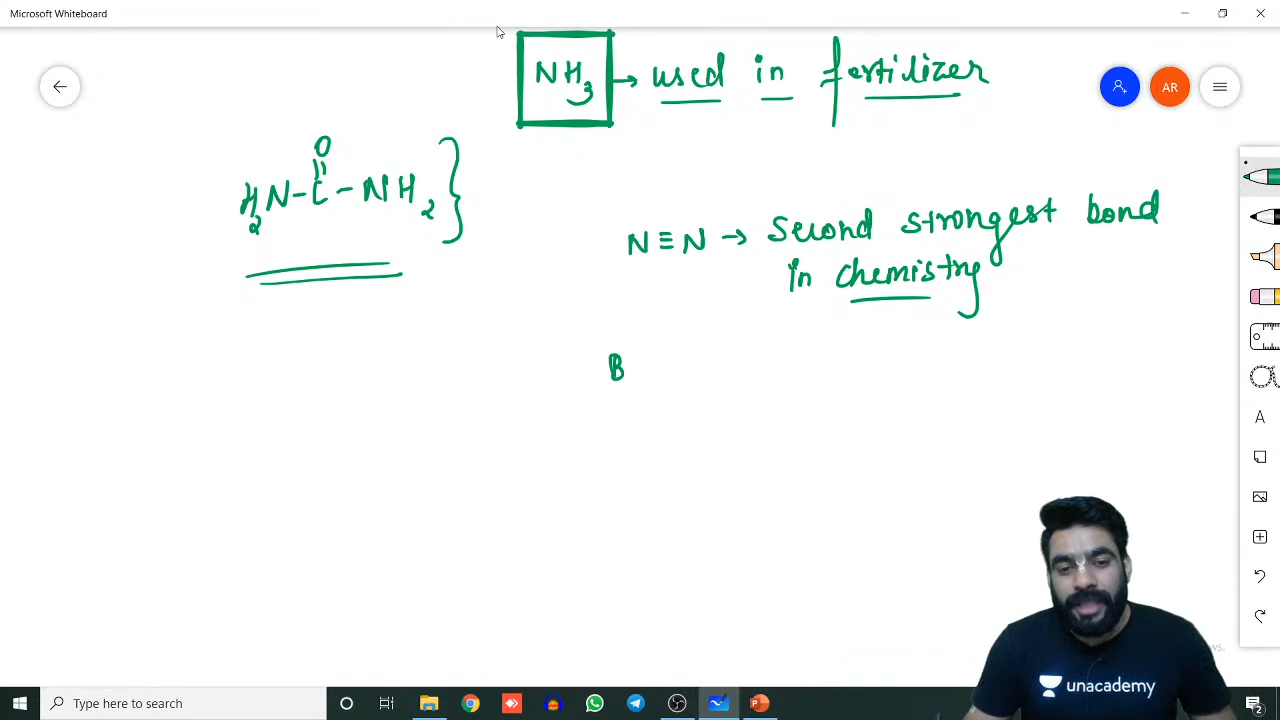 Microsoft Whiteboard
NH3 → used in fertilizer
AR
O
H2N-C-NH2}
N≡N → Second strongest bond
in chemistry
B
A
unacademy
Type here to search
2